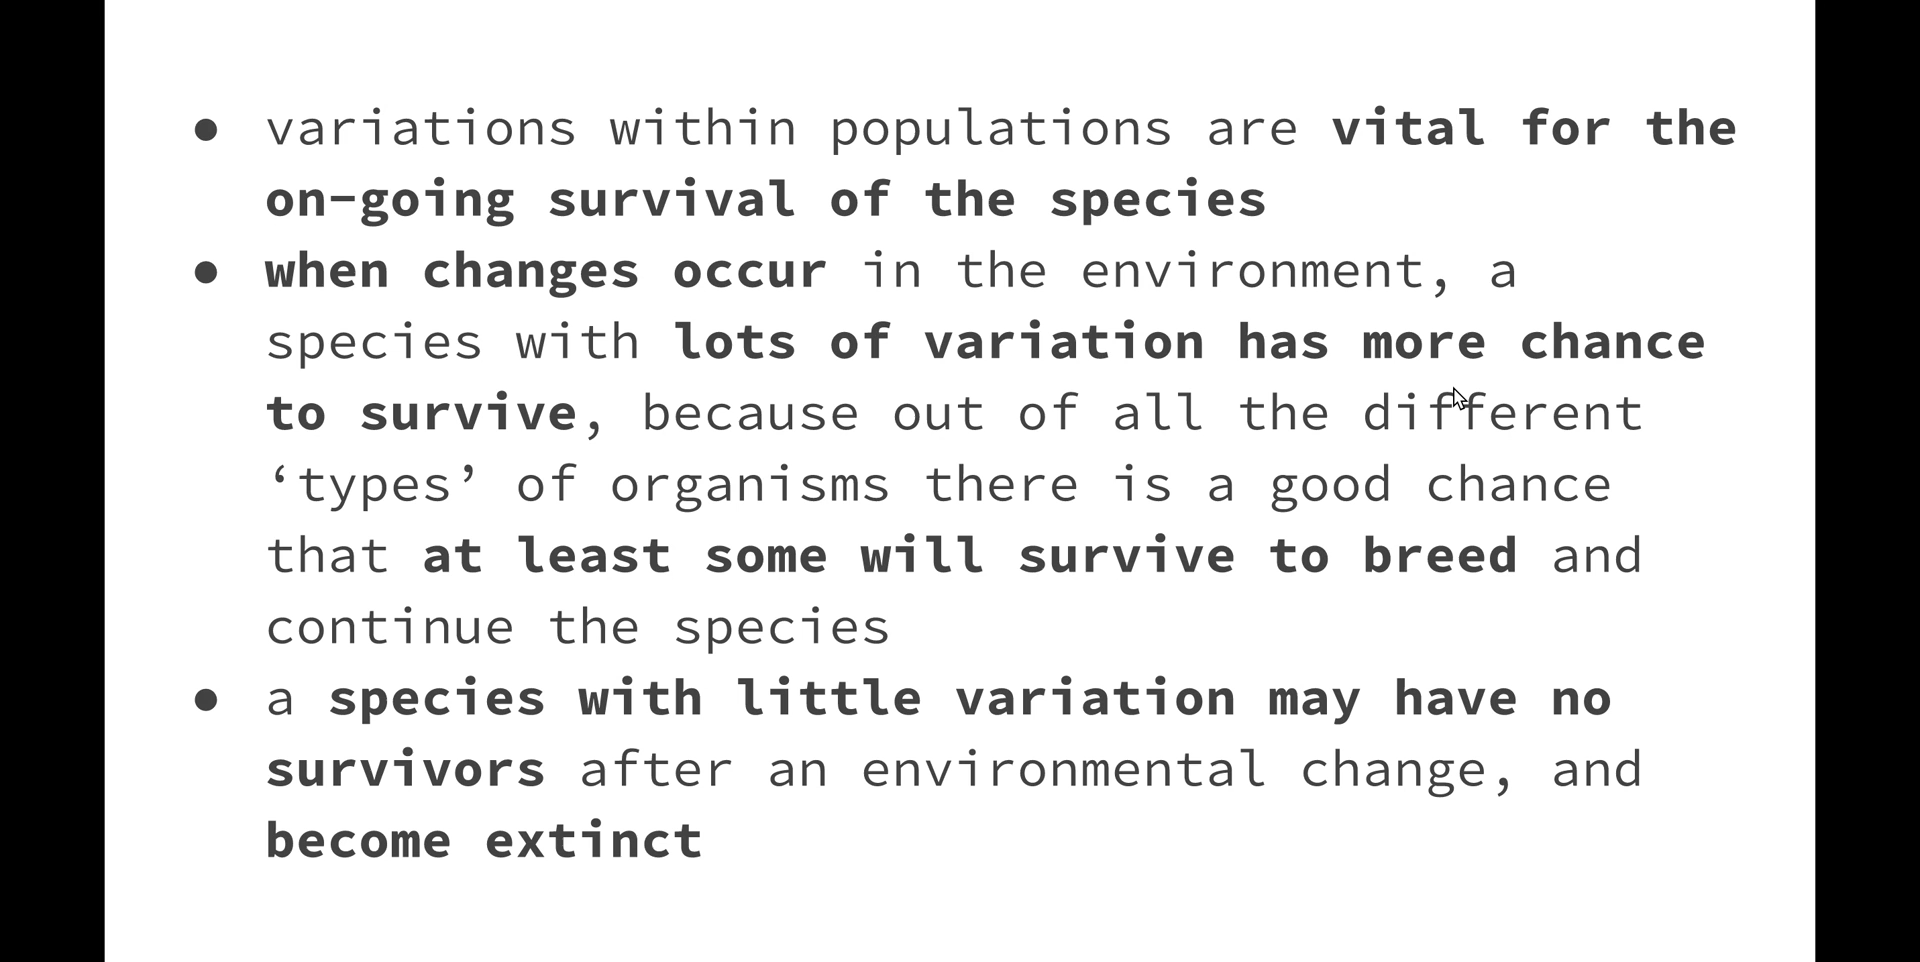 ● variations within populations are vital for the
on-going survival of the species
● when changes occur in the environment, a
species with lots of variation has more chance
to survive, because out of all the different
‘types’ of organisms there is a good chance
that at least some will survive to breed and
continue the species
● a species with little variation may have no
survivors after an environmental change, and
become extinct